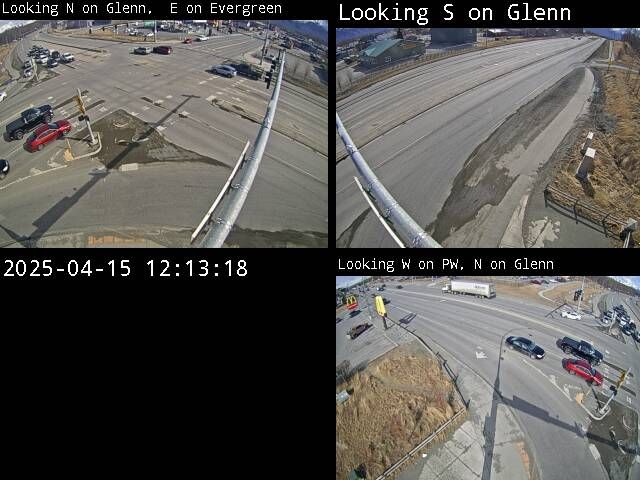 Looking N on Glenn,  E on Evergreen
Looking S on Glenn
2025-04-15 12:13:18
Looking W on PW, N on Glenn